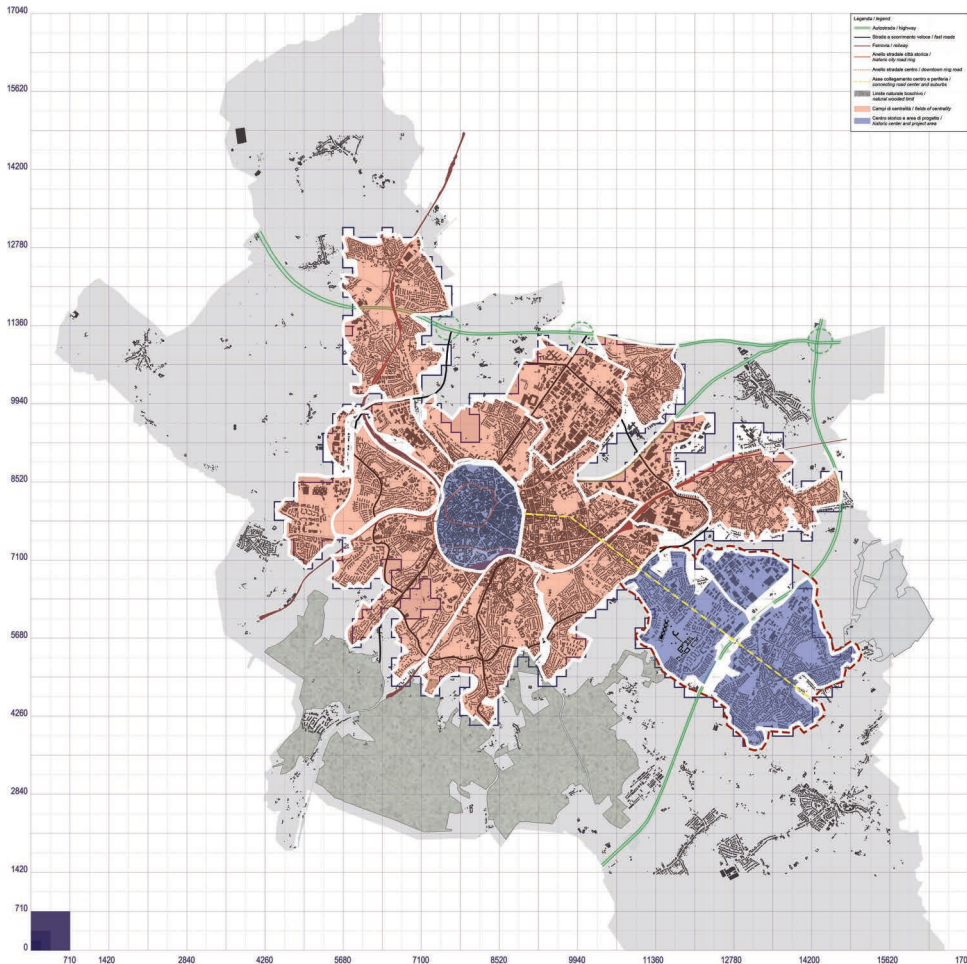 17040
15620
14200
12780
11360
9940
8520
7100
5680
4260
2840
1420
710
0
710
1420
2840
4260
5680
7100
8520
9940
11360
12780
14200
15620
170
Legenda / legend
Autostrada / highway
Strade a scorrimento veloce / fast roads
Ferrovia / railway
Anello stradale città storica /
historic city road ring
Anello stradale centro / downtown ring road
Asse collegamento centro e periferia /
connecting road center and suburbs
Limite naturale boschivo /
natural wooded limit
Campi di centralità / fields of centrality
Centro storico e area di progetto /
historic center and project area